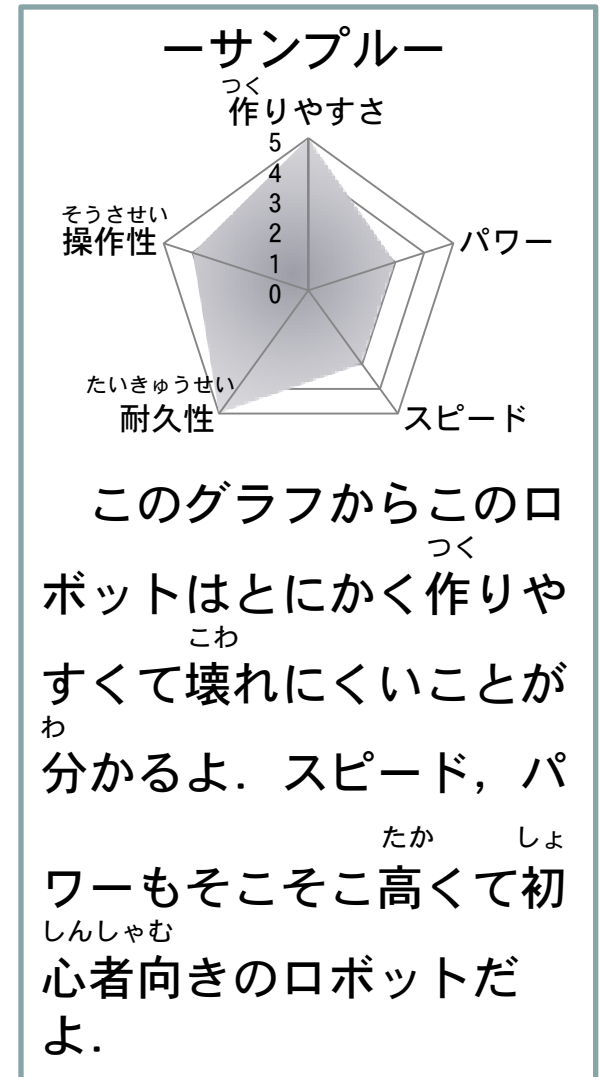 ーサンプルー
つく
作りやすさ
5
4
3
2
1
0
そうさせい
操作性
パワー
たいきゅうせい
耐久性
スピード
このグラフからこのロ
つく
ボットはとにかく作りや
こわ
すくて壊れにくいことが
わ
分かるよ．スピード，パ
たか しょ
ワーもそこそこ高くて初
しんしゃむ
心者向きのロボットだ
よ．